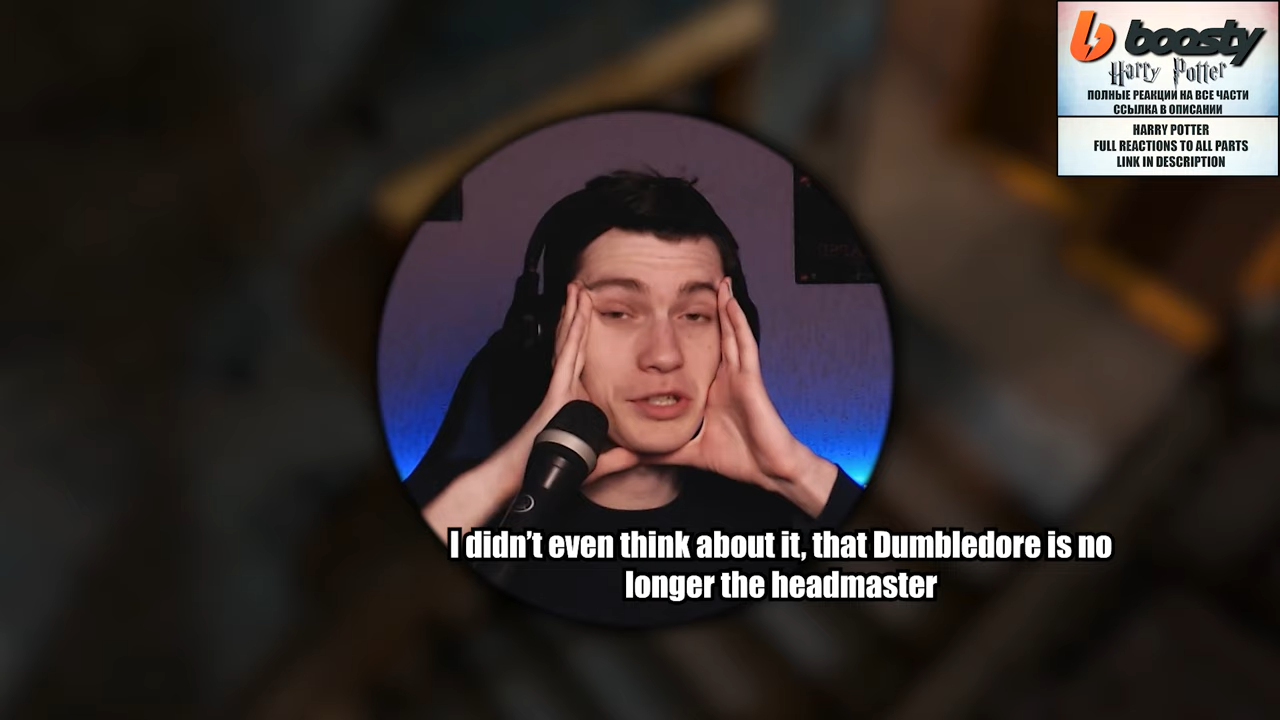 boosty
Harry Potter
ПОЛНЫЕ РЕАКЦИИ НА ВСЕ ЧАСТИ
ССЫЛКА В ОПИСАНИИ
HARRY POTTER
FULL REACTIONS TO ALL PARTS
LINK IN DESCRIPTION
I didn't even think about it, that Dumbledore is no
longer the headmaster